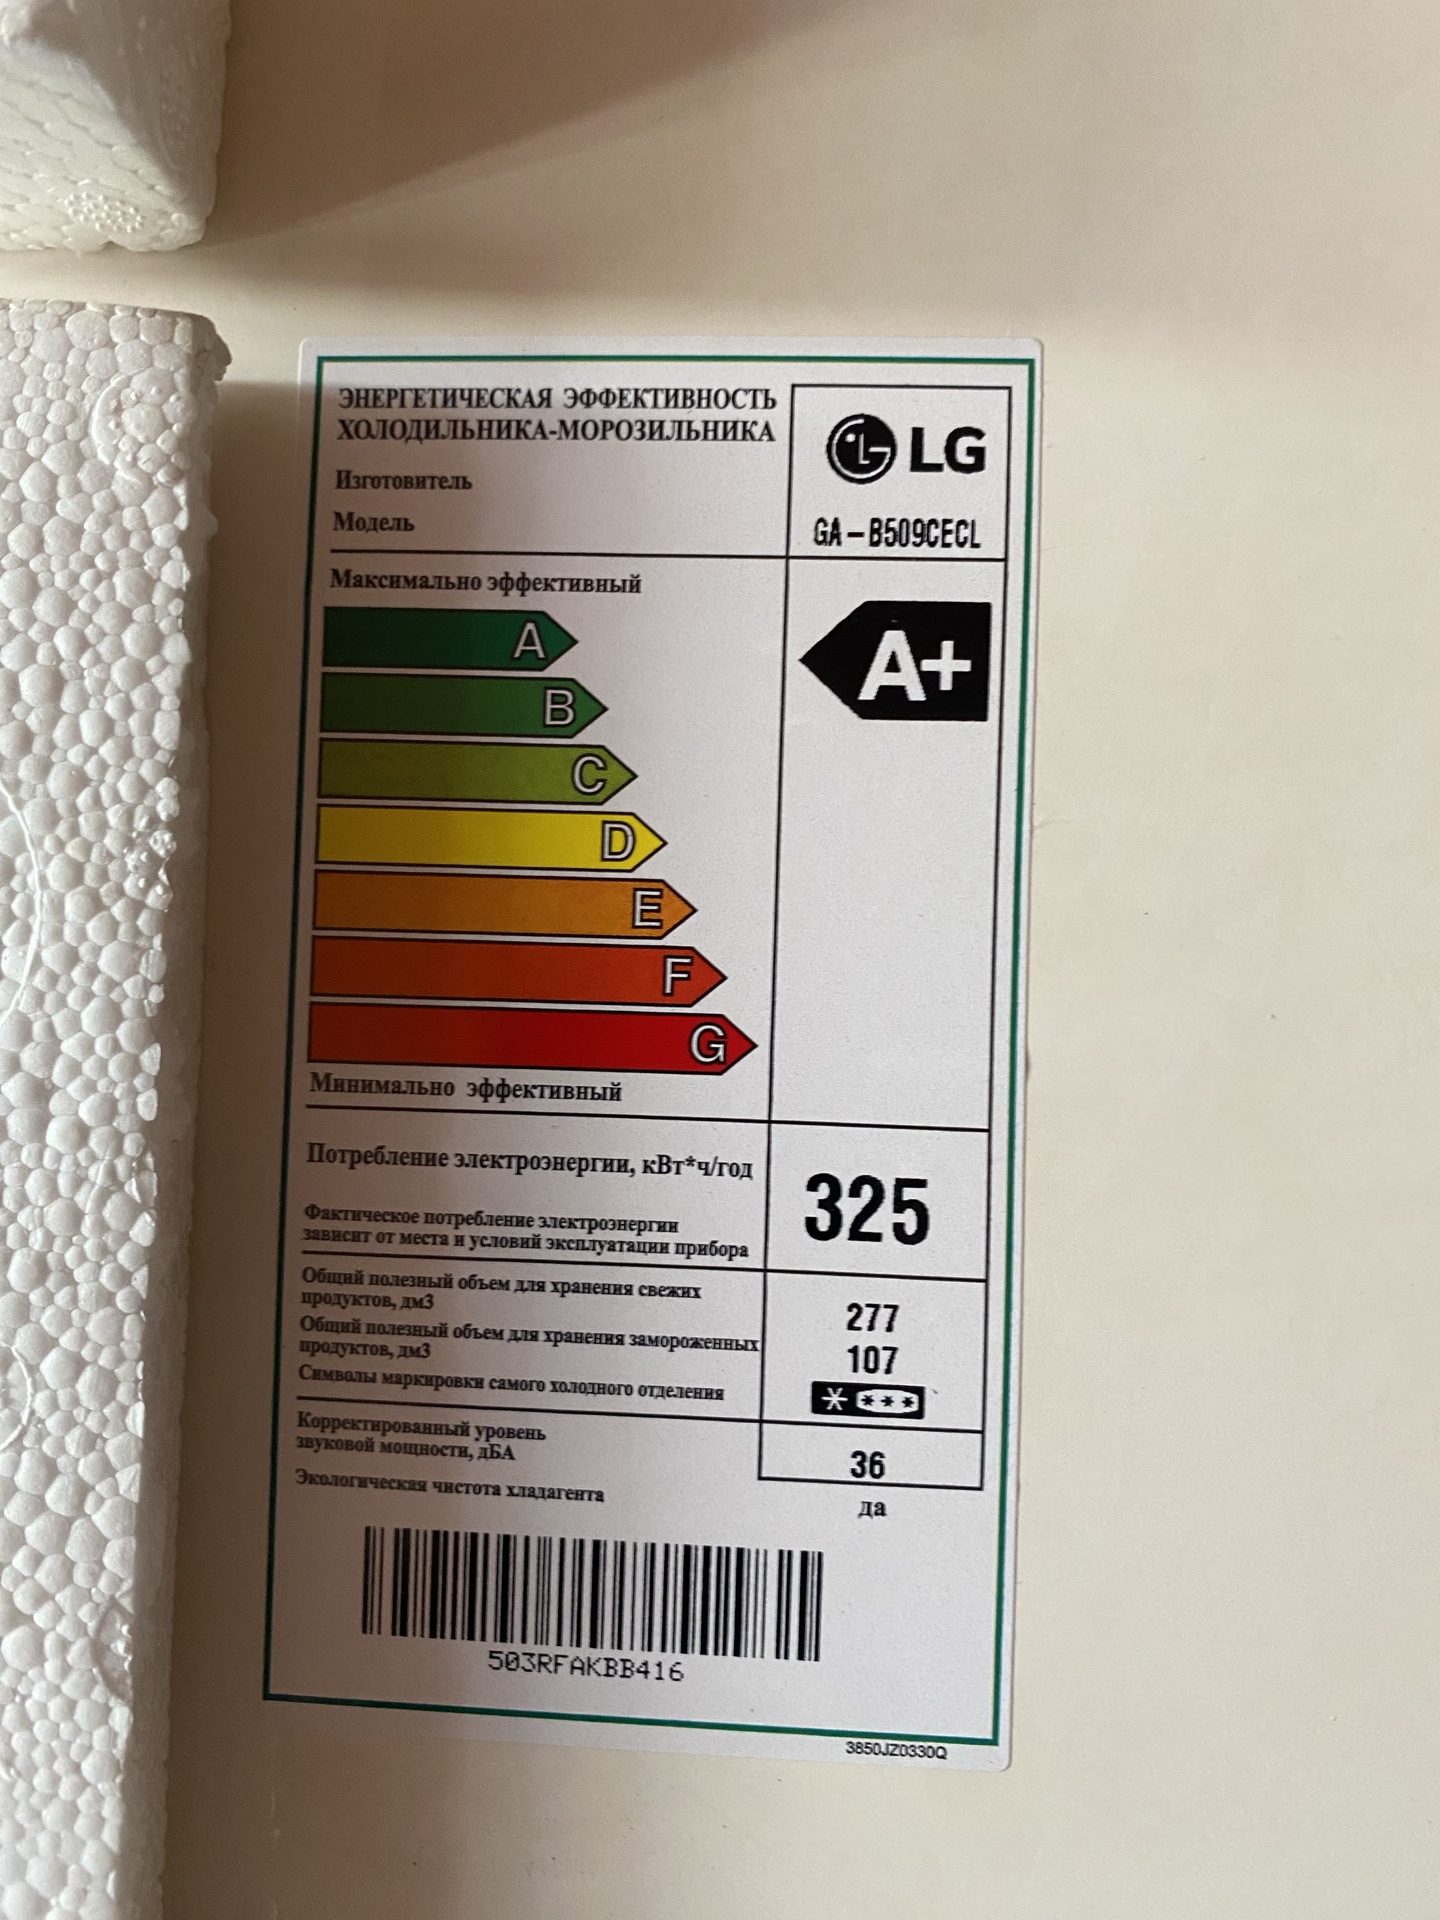 ЭНЕРГЕТИЧЕСКАЯ ЭФФЕКТИВНОСТЬ
ХОЛОДИЛЬНИКА-МОРОЗИЛЬНИКА
LG
Изготовитель
Модель
GA-B509CECL
Максимально эффективный
A
A+
B
C
D
E
F
G
Минимально эффективный
Потребление электроэнергии, кВт*ч/год
325
Фактическое потребление электроэнергии
зависит от места и условий эксплуатации прибора
Общий полезный объем для хранения свежих
продуктов, дм3
277
Общий полезный объем для хранения замороженных
продуктов, дм3
107
Символы маркировки самого холодного отделения
* ***
Корректированный уровень
звуковой мощности, дБА
36
Экологическая чистота хладагента
да
503RFAKBB416
3850JZ0330Q